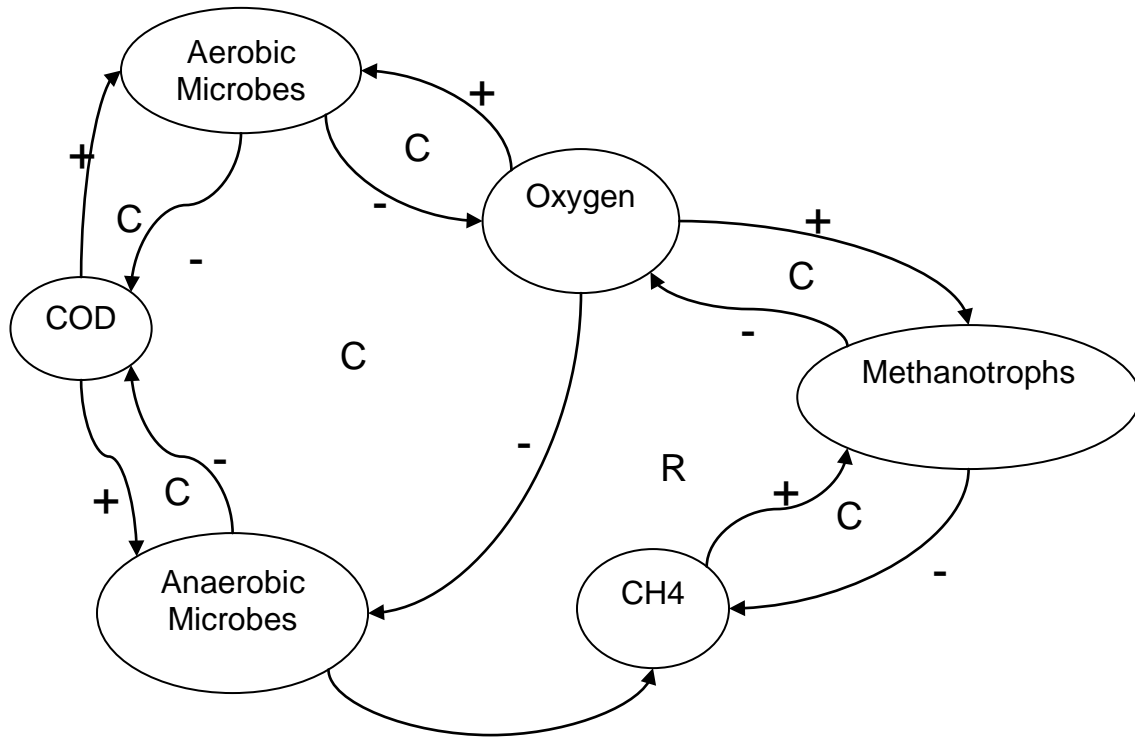 Aerobic
Microbes
+
+
C
-
Oxygen
+
C
-
C
-
COD
C
-
Methanotrophs
-
C
+
-
R
+
C
-
Anaerobic
Microbes
CH4